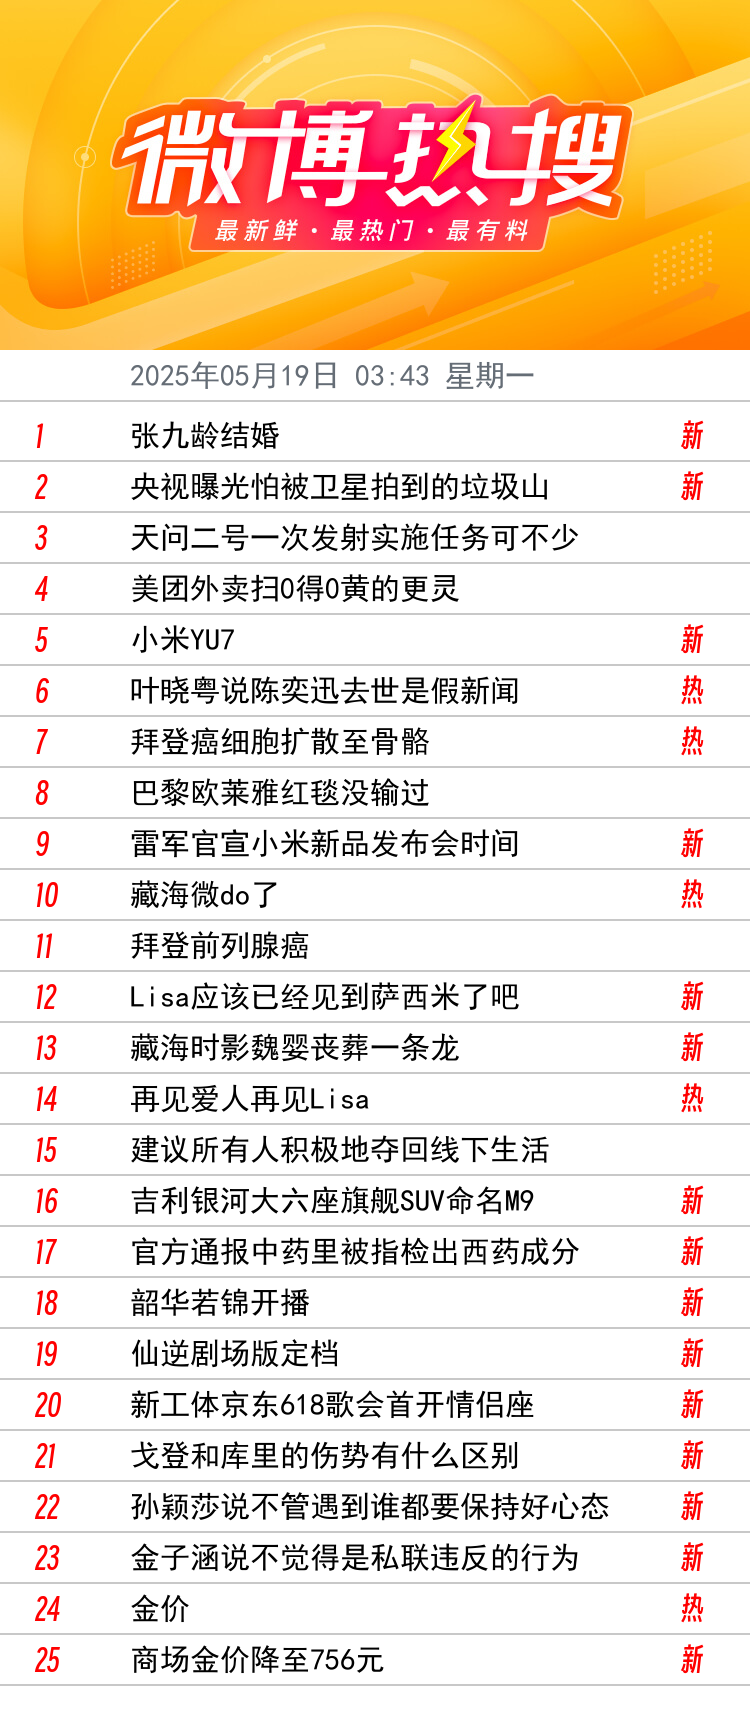 微博热搜
最新鲜·最热门·最有料
2025年05月19日 03:43 星期一
1 张九龄结婚 新
2 央视曝光怕被卫星拍到的垃圾山 新
3 天问二号一次发射实施任务可不少
4 美团外卖扫0得0黄的更灵
5 小米YU7 新
6 叶晓粤说陈奕迅去世是假新闻 热
7 拜登癌细胞扩散至骨骼 热
8 巴黎欧莱雅红毯没输过
9 雷军官宣小米新品发布会时间 新
10 藏海微do了 热
11 拜登前列腺癌
12 Lisa应该已经见到萨西米了吧 新
13 藏海时影魏婴丧葬一条龙 新
14 再见爱人再见Lisa 热
15 建议所有人积极地夺回线下生活
16 吉利银河大六座旗舰SUV命名M9 新
17 官方通报中药里被指检出西药成分 新
18 韶华若锦开播 新
19 仙逆剧场版定档 新
20 新工体京东618歌会首开情侣座 新
21 戈登和库里的伤势有什么区别 新
22 孙颖莎说不管遇到谁都要保持好心态 新
23 金子涵说不觉得是私联违反的行为 新
24 金价 热
25 商场金价降至756元 新